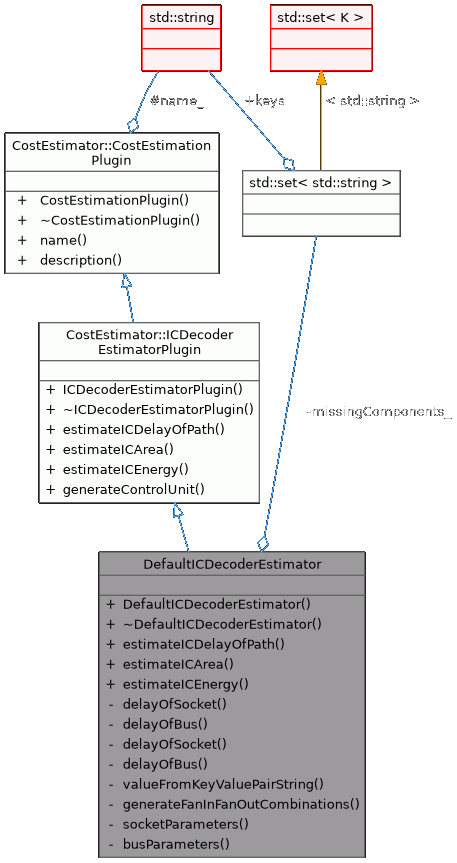 std::string
std::set< K >
#name_
+keys
< std::string >
CostEstimator::CostEstimation
Plugin
+ CostEstimationPlugin()
+ ~CostEstimationPlugin()
+ name()
+ description()
std::set< std::string >
CostEstimator::ICDecoder
EstimatorPlugin
+ ICDecoderEstimatorPlugin()
+ ~ICDecoderEstimatorPlugin()
+ estimateICDelayOfPath()
+ estimateICArea()
+ estimateICEnergy()
+ generateControlUnit()
-missingComponents_
DefaultICDecoderEstimator
+ DefaultICDecoderEstimator()
+ ~DefaultICDecoderEstimator()
+ estimateICDelayOfPath()
+ estimateICArea()
+ estimateICEnergy()
- delayOfSocket()
- delayOfBus()
- delayOfSocket()
- delayOfBus()
- valueFromKeyValuePairString()
- generateFanInFanOutCombinations()
- socketParameters()
- busParameters()